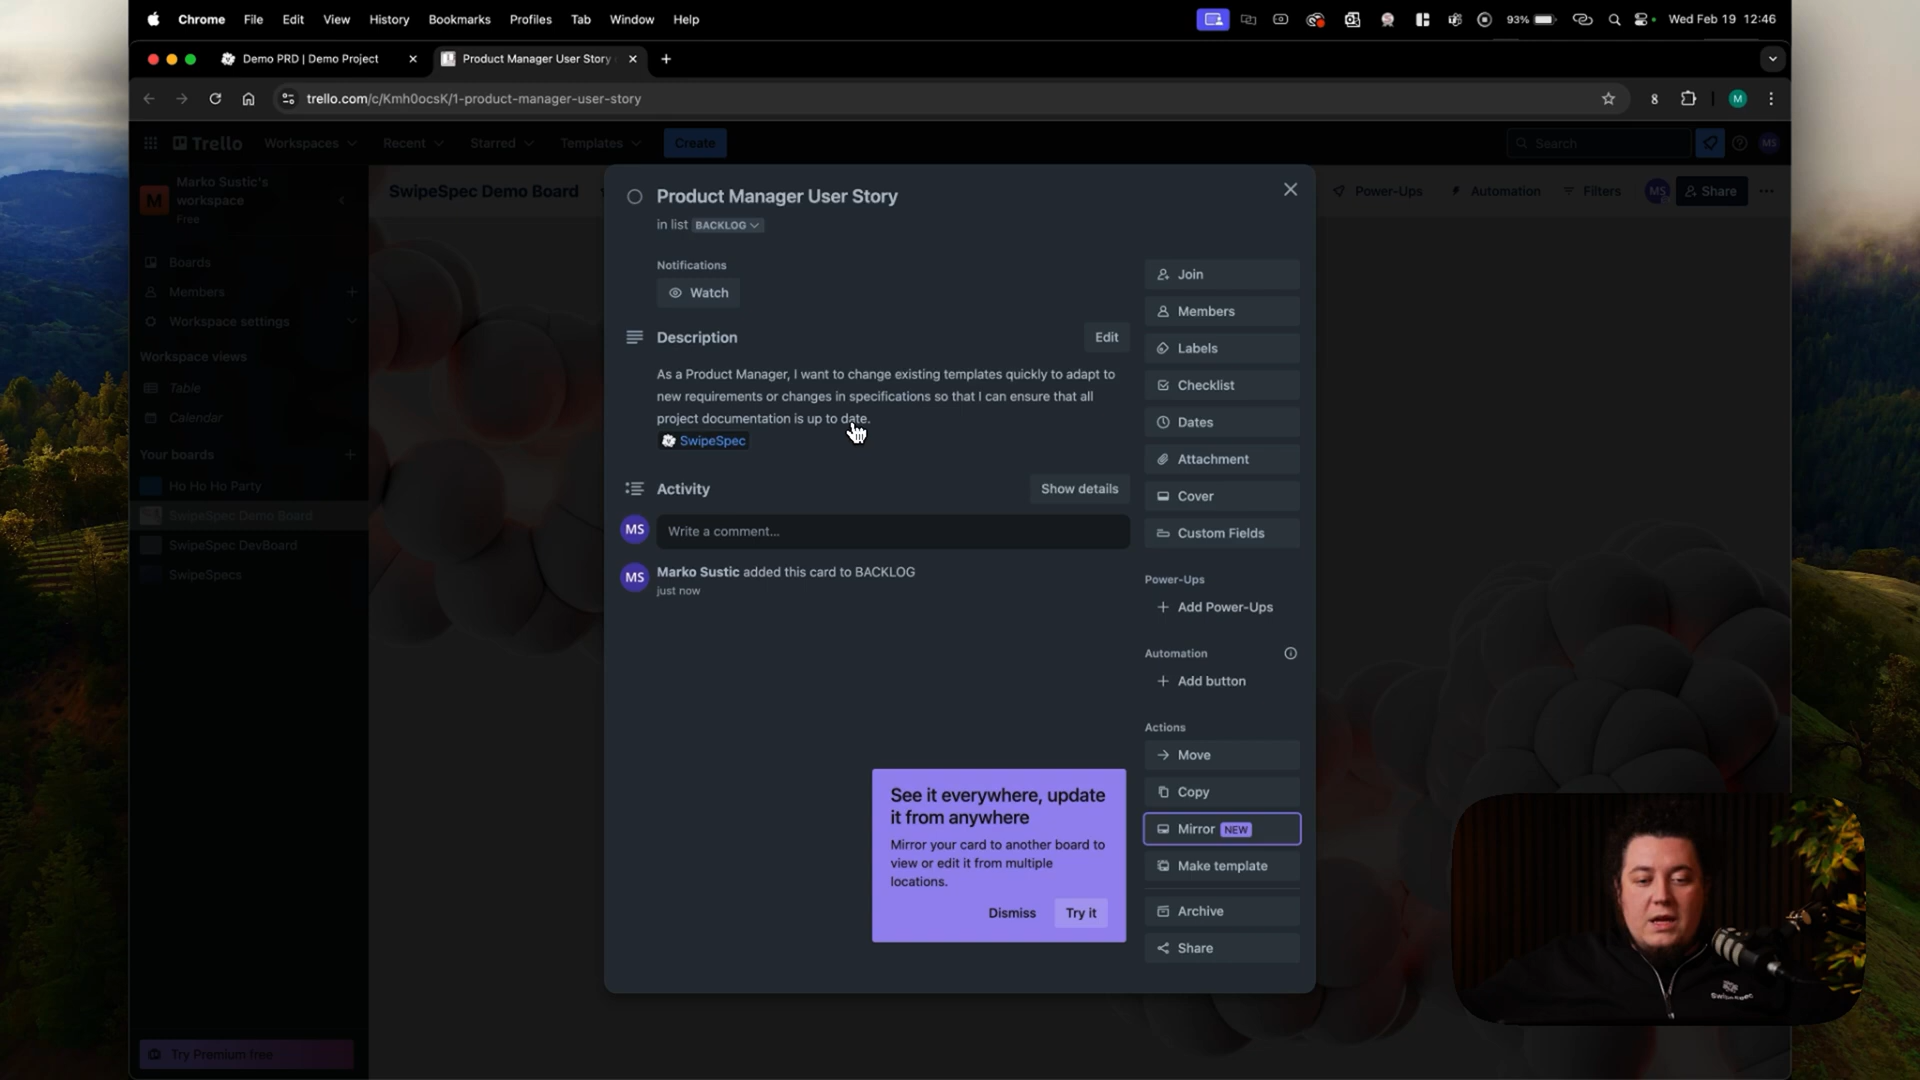 Chrome File Edit View History Bookmarks Profiles Tab Window Help 93% Wed Feb 19 12:46
Demo PRD | Demo Project Product Manager User Story
trello.com/c/Kmh0ocsK/1-product-manager-user-story 8 M
Trello Workspaces Recent Starred Templates Create Search MS
M Marko Sustic's workspace
Free
SwipeSpec Demo Board Power-Ups Automation Filters MS Share
Boards
Members
Workspace settings
Workspace views
Table
Calendar
Your boards
Ho Ho Ho Party
SwipeSpec Demo Board
SwipeSpec DevBoard
SwipeSpecs
Try Premium free
Product Manager User Story
in list BACKLOG
Notifications
Watch
Description Edit
As a Product Manager, I want to change existing templates quickly to adapt to
new requirements or changes in specifications so that I can ensure that all
project documentation is up to date.
SwipeSpec
Activity Show details
MS Write a comment...
MS Marko Sustic added this card to BACKLOG
just now
Join
Members
Labels
Checklist
Dates
Attachment
Cover
Custom Fields
Power-Ups
Add Power-Ups
Automation
Add button
Actions
Move
Copy
Mirror NEW
Make template
Archive
Share
See it everywhere, update
it from anywhere
Mirror your card to another board to
view or edit it from multiple
locations.
Dismiss Try it
SwipeSpec